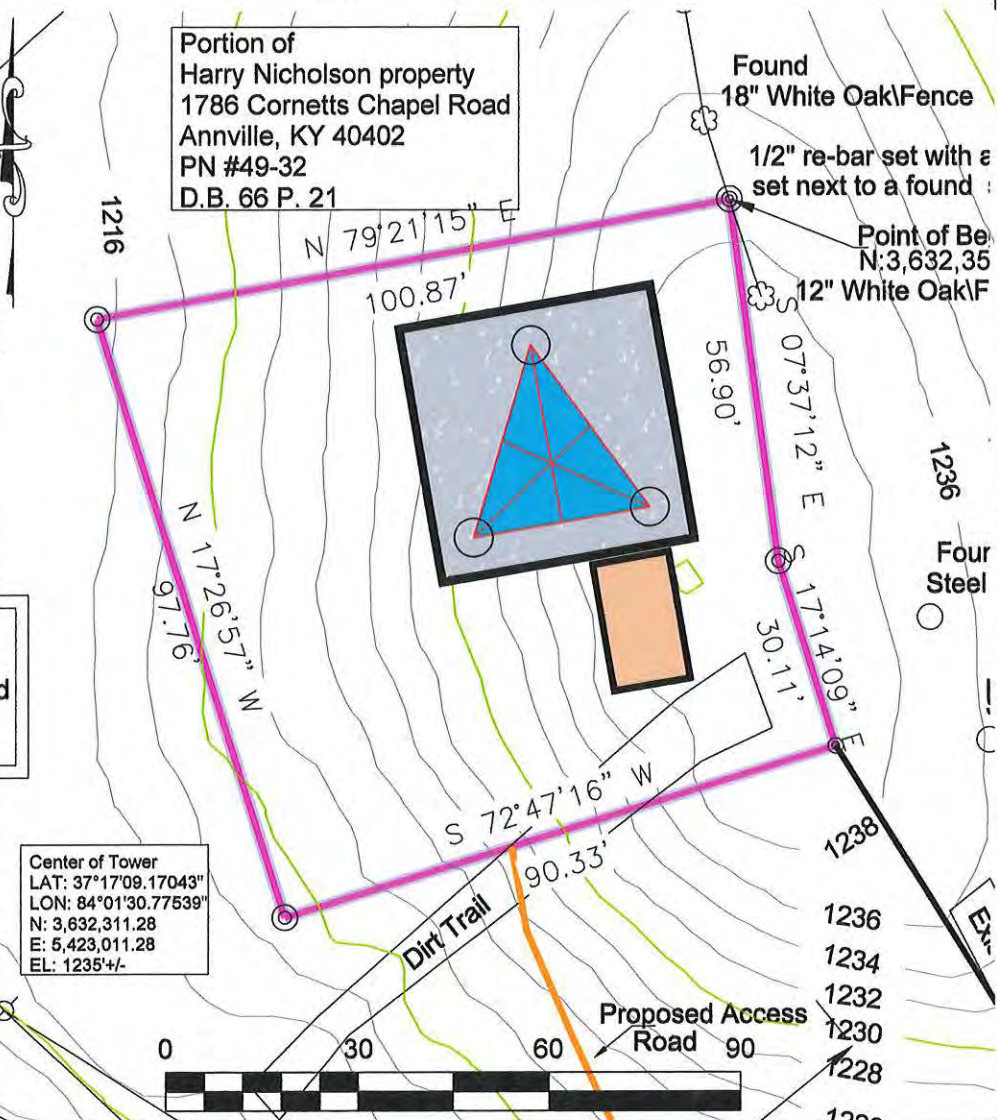 Portion of
Harry Nicholson property
1786 Cornetts Chapel Road
Annville, KY 40402
PN #49-32
D.B. 66 P. 21
Found
18" White Oak\Fence
1/2" re-bar set with a
set next to a found
Point of Be
N:3,632,35
12" White Oak\F
1216
N 79°21'15" E
100.87'
S 07°37'12" E
56.90'
1236
Four
Steel
N 17°26'57" W
97.76'
S 17°14'09" E
30.11'
d
S 72°47'16" W
90.33'
1238
Center of Tower
LAT: 37°17'09.17043"
LON: 84°01'30.77539"
N: 3,632,311.28
E: 5,423,011.28
EL: 1235'+/-
Dirt Trail
1236
1234
1232
1230
1228
Proposed Access
Road
0 30 60 90